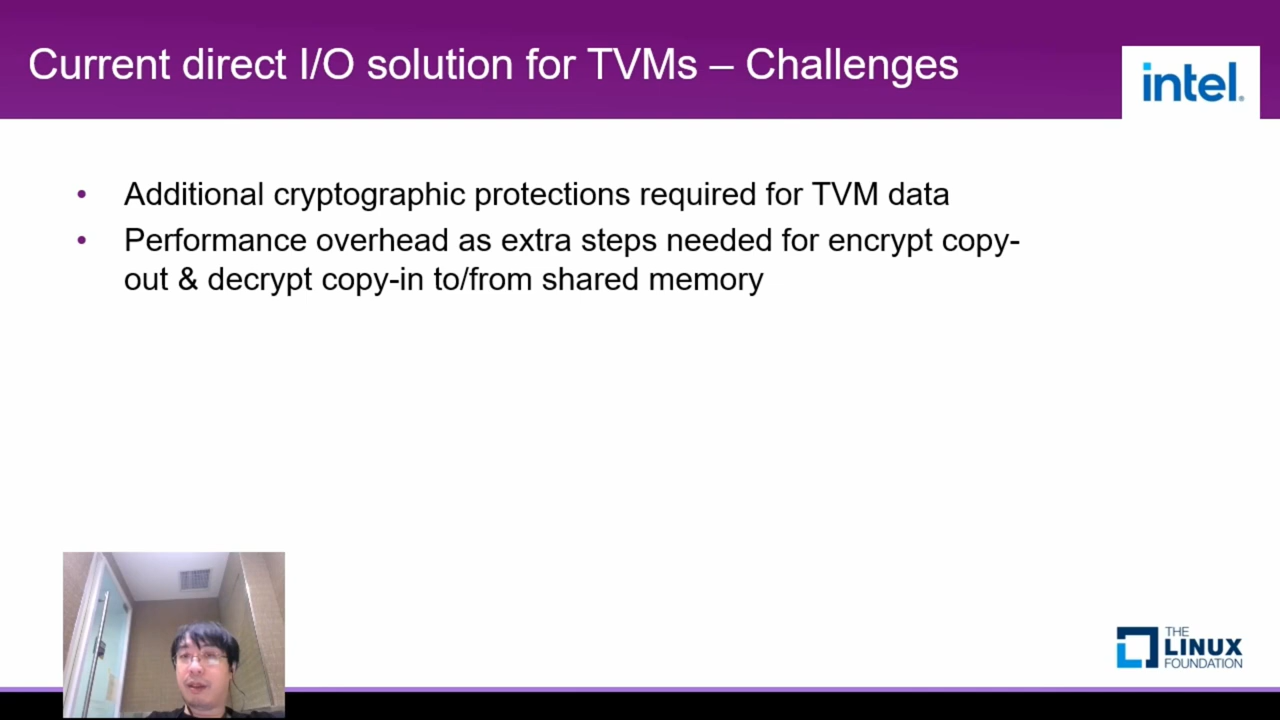 Current direct I/O solution for TVMs – Challenges
intel.
• Additional cryptographic protections required for TVM data
• Performance overhead as extra steps needed for encrypt copy-
out & decrypt copy-in to/from shared memory
THE
LINUX
FOUNDATION